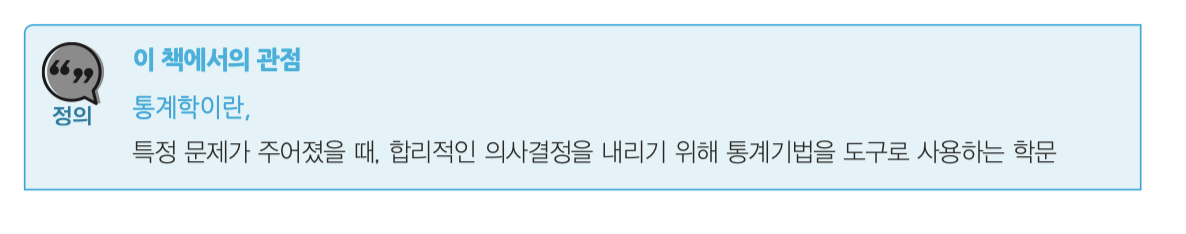 이 책에서의 관점
정의
통계학이란,
특정 문제가 주어졌을 때, 합리적인 의사결정을 내리기 위해 통계기법을 도구로 사용하는 학문